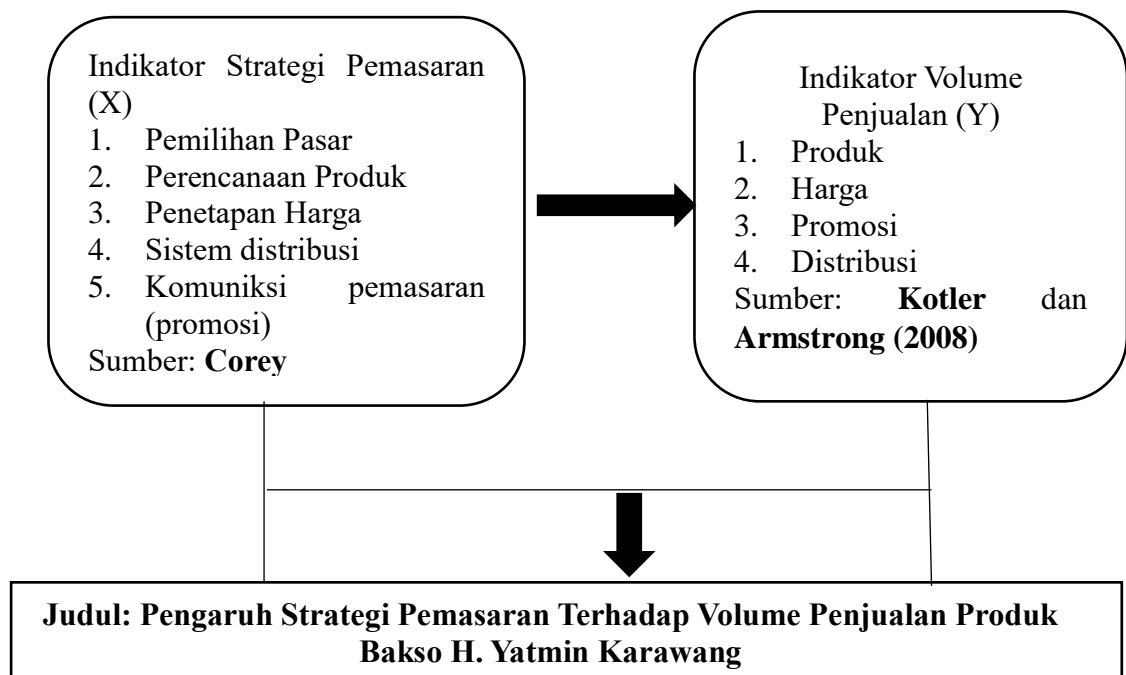 Indikator Strategi Pemasaran
(X)
1. Pemilihan Pasar
2. Perencanaan Produk
3. Penetapan Harga
4. Sistem distribusi
5. Komuniksi pemasaran
(promosi)
Sumber: Corey
Indikator Volume
Penjualan (Y)
1. Produk
2. Harga
3. Promosi
4. Distribusi
Sumber: Kotler dan
Armstrong (2008)
Judul: Pengaruh Strategi Pemasaran Terhadap Volume Penjualan Produk
Bakso H. Yatmin Karawang